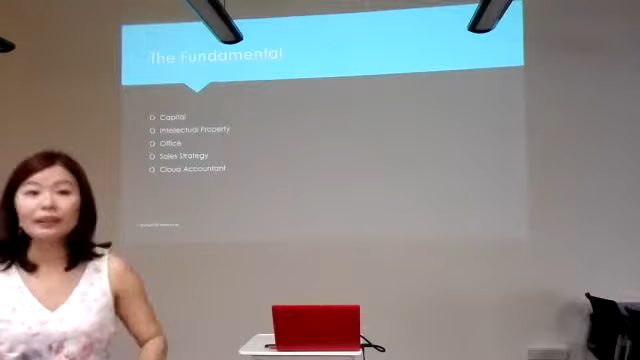 The Fundamental
Capital
Intellectual Property
Office
Sales Strategy
Cloud Accountant